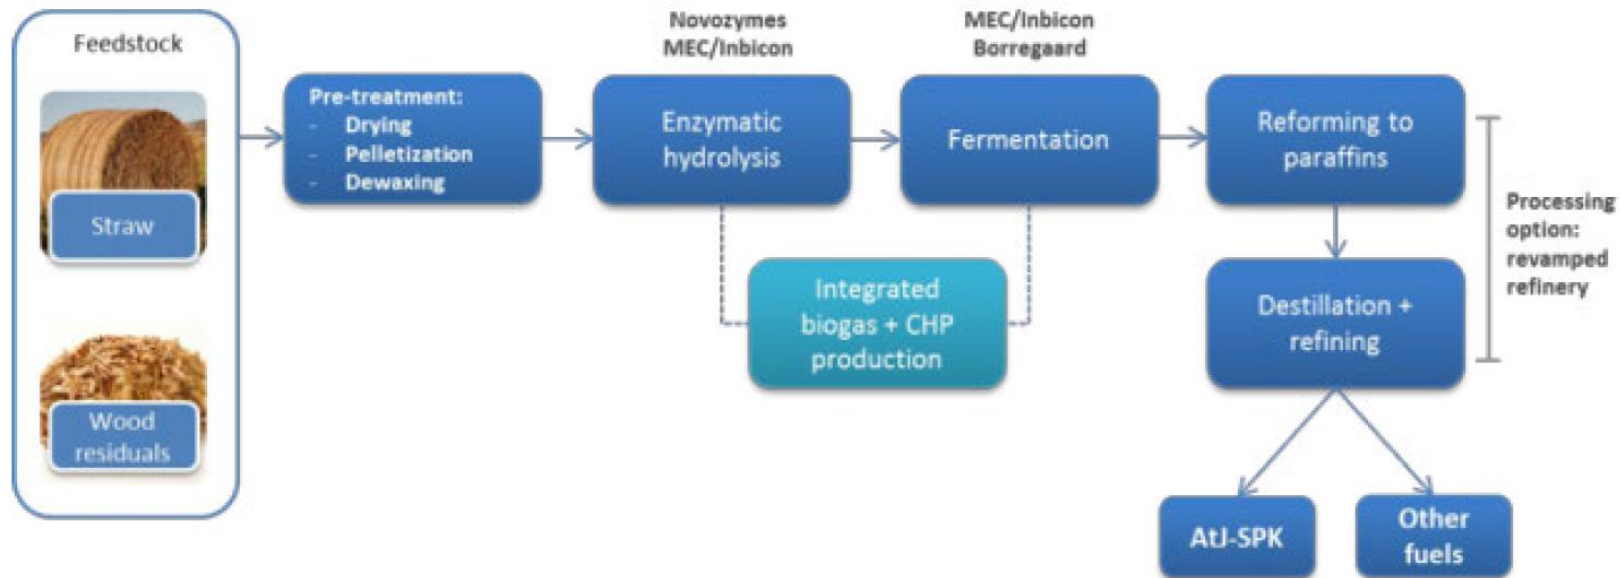 Feedstock
Straw
Wood
residuals
Pre-treatment:
- Drying
- Pelletization
- Dewaxing
Novozymes
MEC/Inbicon
Enzymatic
hydrolysis
MEC/Inbicon
Borregaard
Fermentation
Integrated
biogas + CHP
production
Reforming to
paraffins
Destillation +
refining
Processing
option:
revamped
refinery
AtJ-SPK
Other
fuels